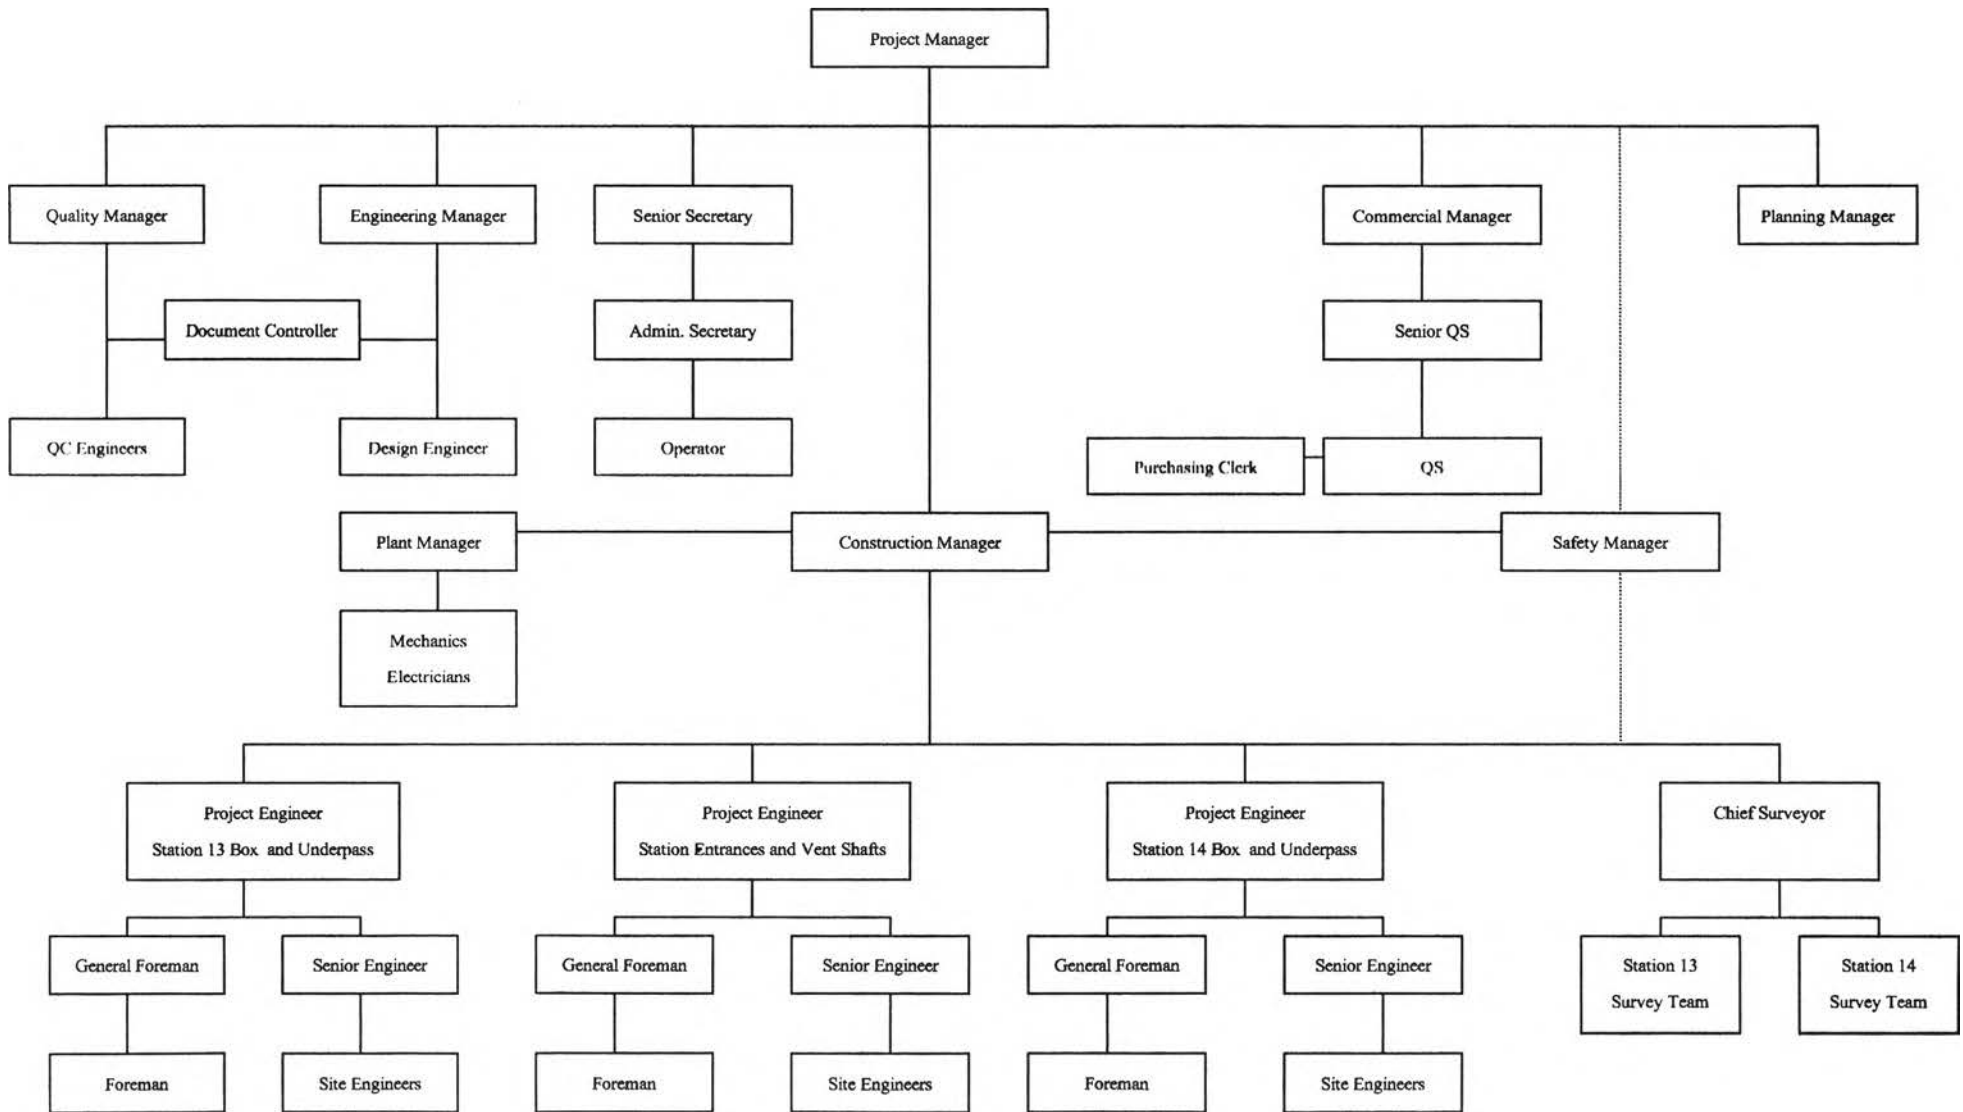 Project Manager
Quality Manager
Engineering Manager
Senior Secretary
Commercial Manager
Planning Manager
Document Controller
Admin. Secretary
Senior QS
QC Engineers
Design Engineer
Operator
Purchasing Clerk
QS
Plant Manager
Construction Manager
Safety Manager
Mechanics
Electricians
Project Engineer
Station 13 Box and Underpass
Project Engineer
Station Entrances and Vent Shafts
Project Engineer
Station 14 Box and Underpass
Chief Surveyor
General Foreman
Senior Engineer
General Foreman
Senior Engineer
General Foreman
Senior Engineer
Station 13
Survey Team
Station 14
Survey Team
Foreman
Site Engineers
Foreman
Site Engineers
Foreman
Site Engineers